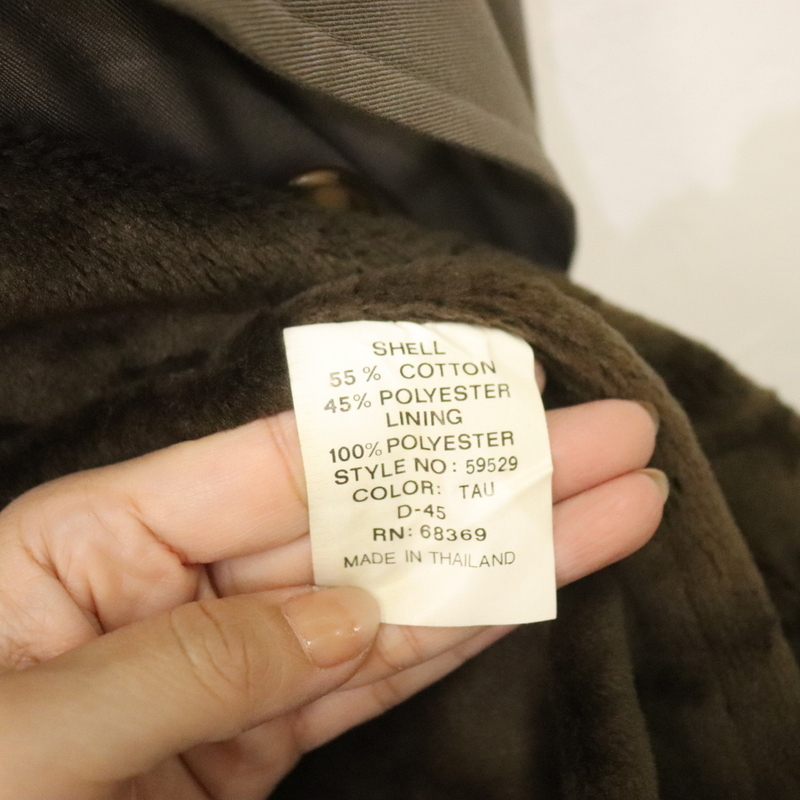 SHELL
55% COTTON
45% POLYESTER
LINING
100% POLYESTER
STYLE NO: 59529
COLOR: TAU
D-45
RN: 68369
MADE IN THAILAND